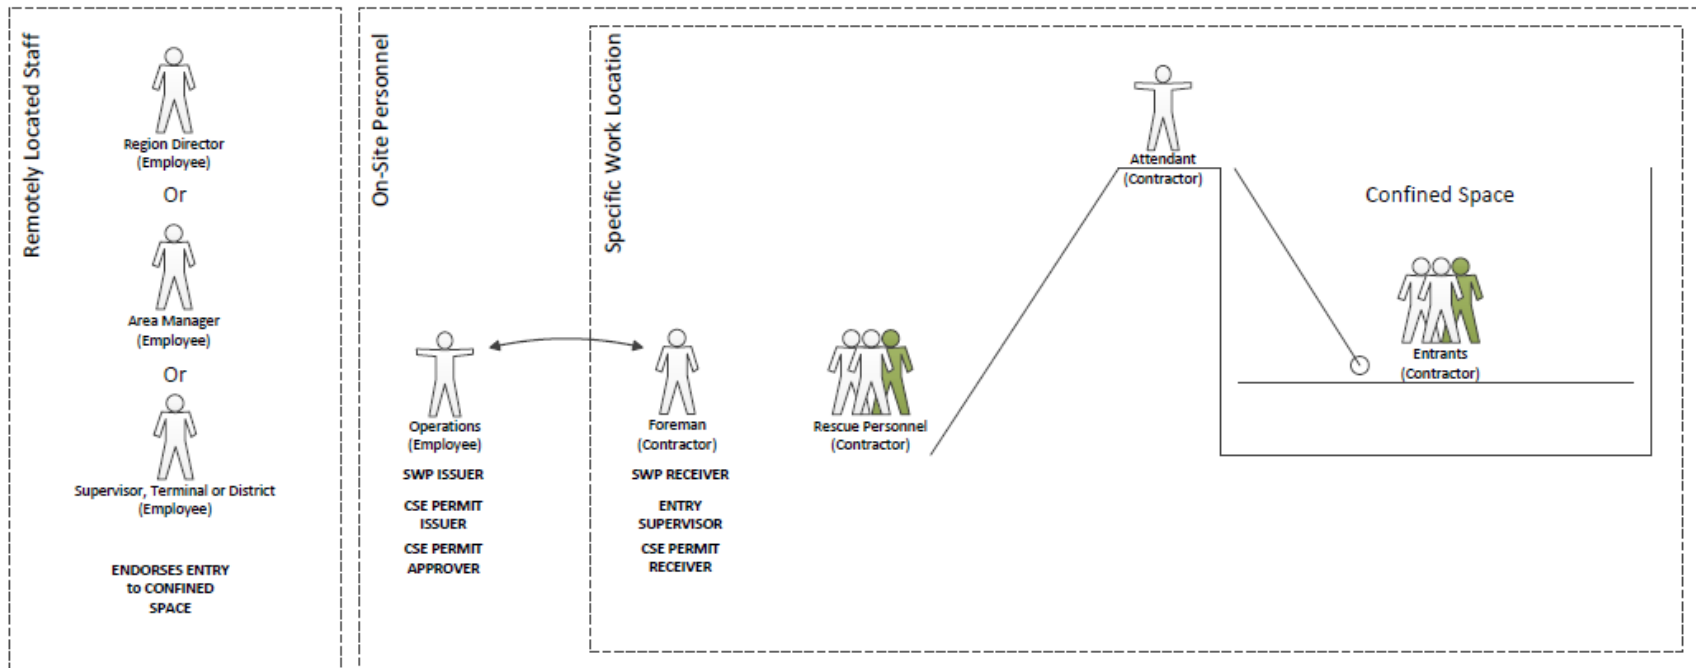 Remotely Located Staff
Region Director
(Employee)
Or
Area Manager
(Employee)
Or
Supervisor, Terminal or District
(Employee)
ENDORSES ENTRY
to CONFINED
SPACE
On-Site Personnel
Operations
(Employee)
SWP ISSUER
CSE PERMIT
ISSUER
CSE PERMIT
APPROVER
Specific Work Location
Foreman
(Contractor)
SWP RECEIVER
ENTRY
SUPERVISOR
CSE PERMIT
RECEIVER
Rescue Personnel
(Contractor)
Attendant
(Contractor)
Confined Space
Entrants
(Contractor)